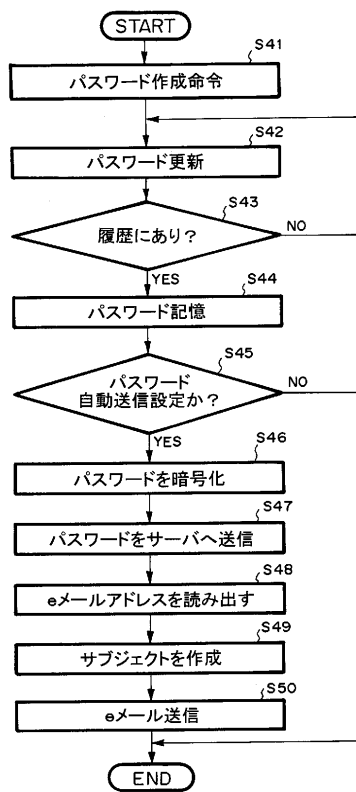 START
S41
パスワード作成命令
S42
パスワード更新
S43
履歴にあり？
NO
YES
S44
パスワード記憶
S45
パスワード
自動送信設定か？
NO
YES
S46
パスワードを暗号化
S47
パスワードをサーバへ送信
S48
eメールアドレスを読み出す
S49
サブジェクトを作成
S50
eメール送信
END